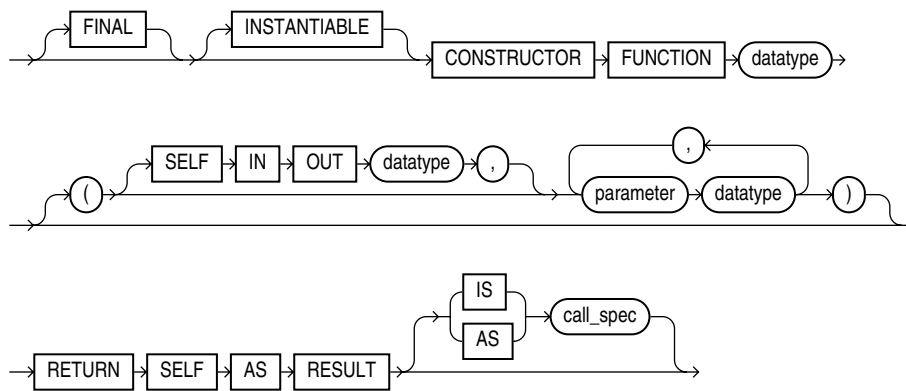 FINAL INSTANTIABLE
CONSTRUCTOR FUNCTION datatype
,
( SELF IN OUT datatype , parameter datatype )
IS
AS call_spec
RETURN SELF AS RESULT